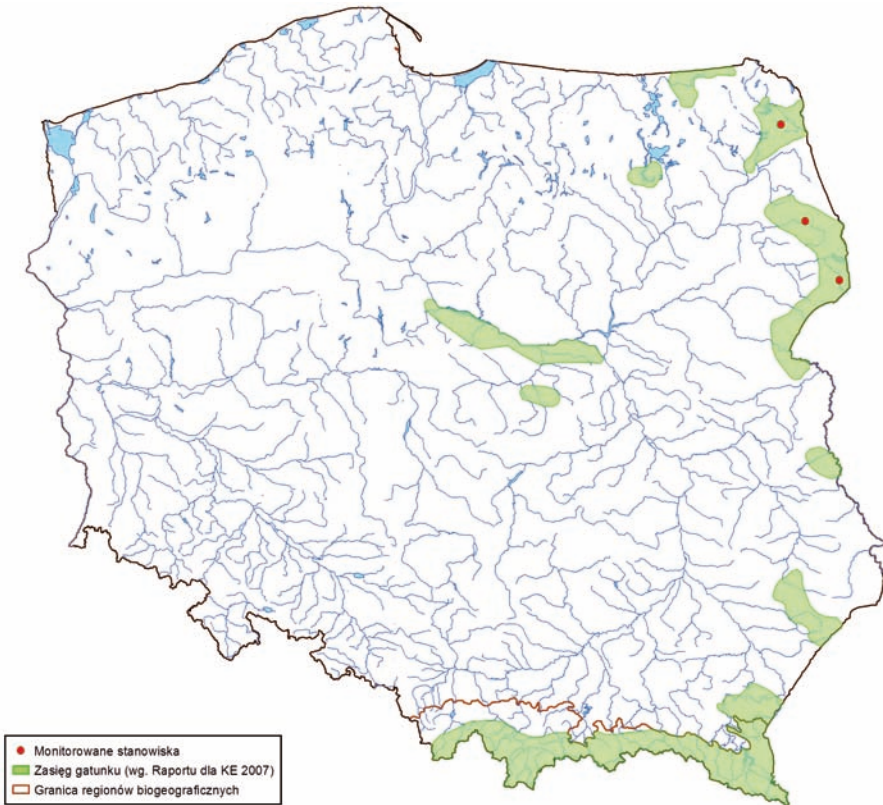 Monitorowane stanowiska
Zasięg gatunku (wg. Raportu dla KE 2007)
Granica regionów biogeograficznych